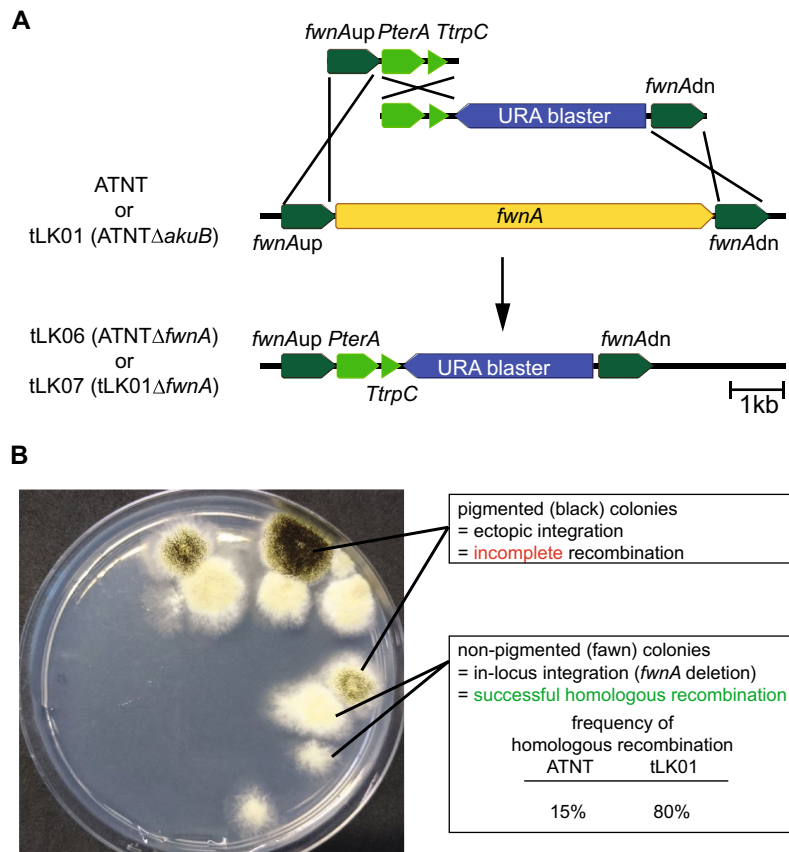 A
fwnAup PterA TtrpC
fwnAdn
URA blaster
ATNT
or
tLK01 (ATNTΔakuB)
fwnA
fwnAup
fwnAdn
tLK06 (ATNTΔfwnA)
or
tLK07 (tLK01ΔfwnA)
fwnAup PterA
fwnAdn
URA blaster
TtrpC
1kb
B
pigmented (black) colonies
= ectopic integration
= incomplete recombination
non-pigmented (fawn) colonies
= in-locus integration (fwnA deletion)
= successful homologous recombination
frequency of
homologous recombination
ATNT tLK01
15% 80%